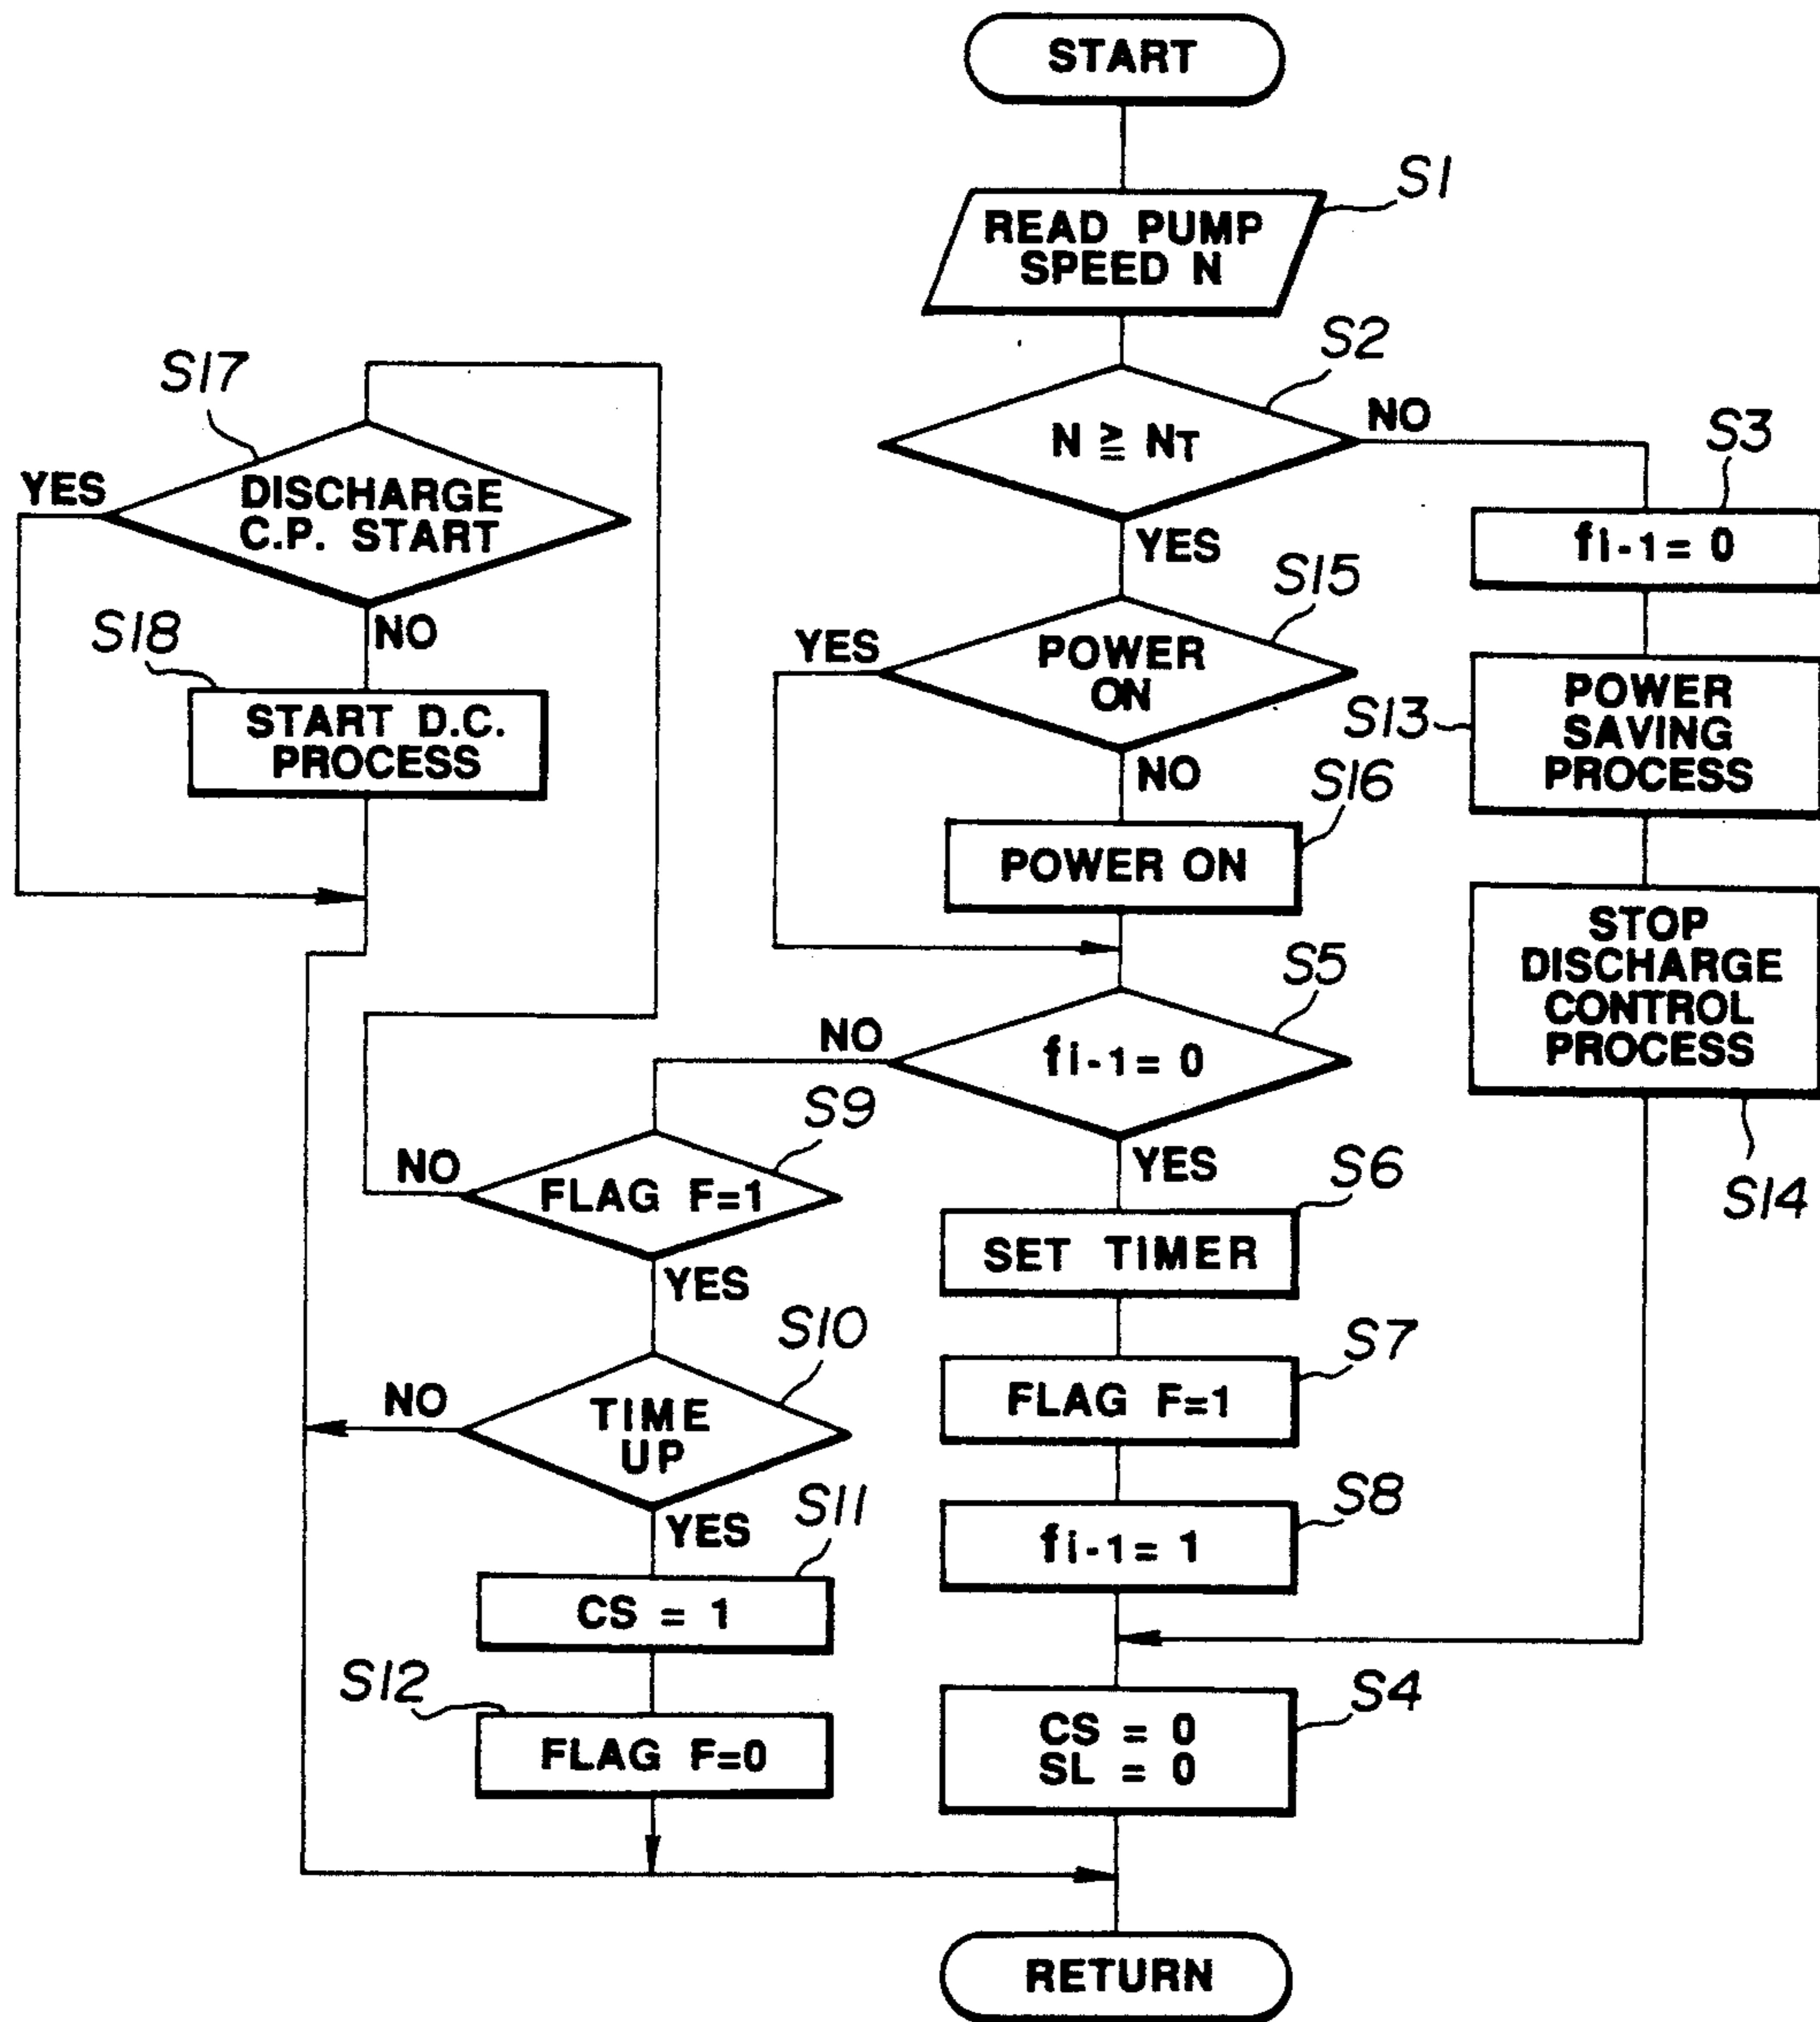 START
S1
READ PUMP
SPEED N
S2
N ≧ NT
NO
YES
S3
fi-1= 0
S13
POWER
SAVING
PROCESS
STOP
DISCHARGE
CONTROL
PROCESS
S14
S15
POWER
ON
YES
NO
S16
POWER ON
S17
DISCHARGE
C.P. START
YES
NO
S18
START D.C.
PROCESS
S5
fi-1= 0
NO
YES
S9
FLAG F=1
NO
YES
S6
SET TIMER
S10
TIME
UP
NO
YES
S7
FLAG F=1
S11
CS = 1
S8
fi-1= 1
S12
FLAG F=0
S4
CS = 0
SL = 0
RETURN